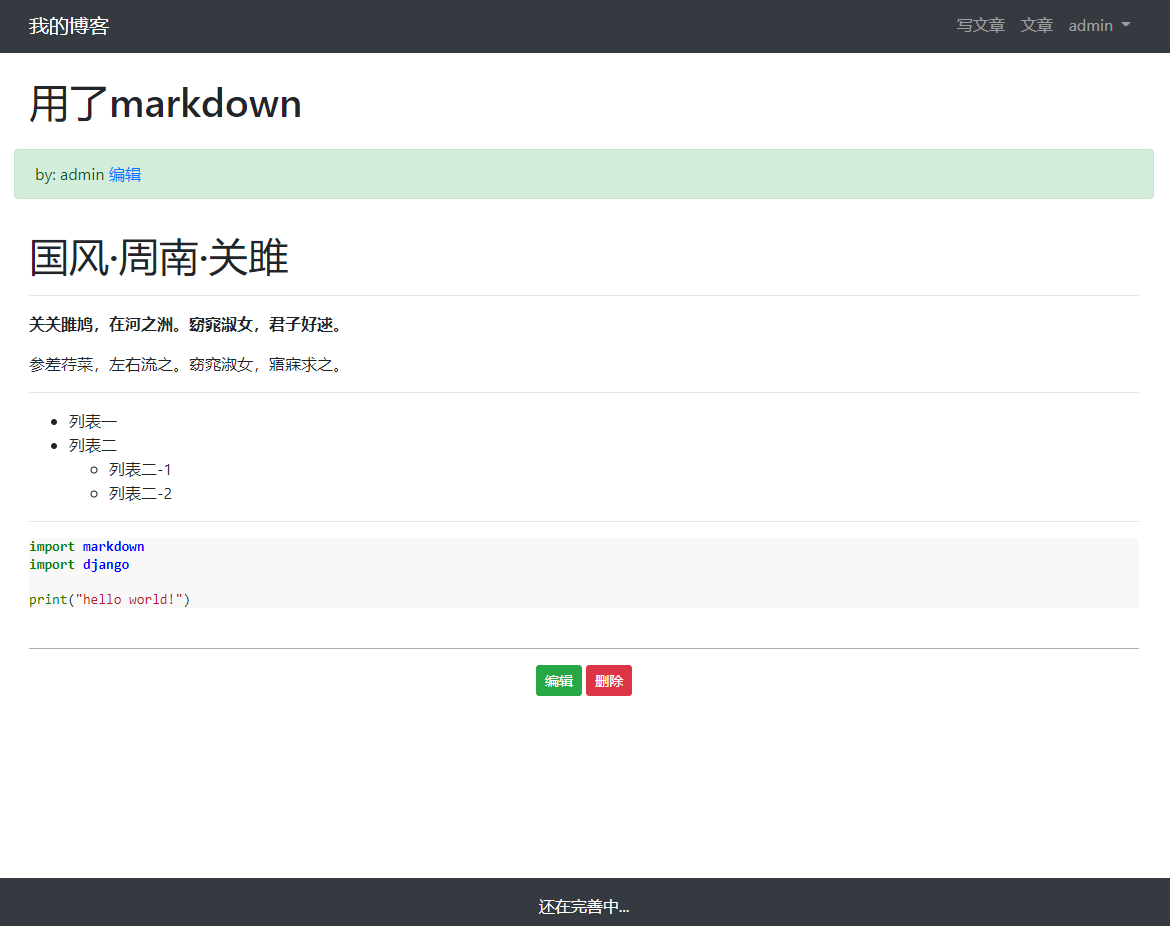 我的博客 写文章 文章 admin
用了markdown
by: admin 编辑
国风·周南·关雎
关关雎鸠，在河之洲。窈窕淑女，君子好逑。
参差荇菜，左右流之。窈窕淑女，寤寐求之。
列表一
列表二
列表二-1
列表二-2
import markdown
import django
print("hello world!")
编辑 删除
还在完善中...